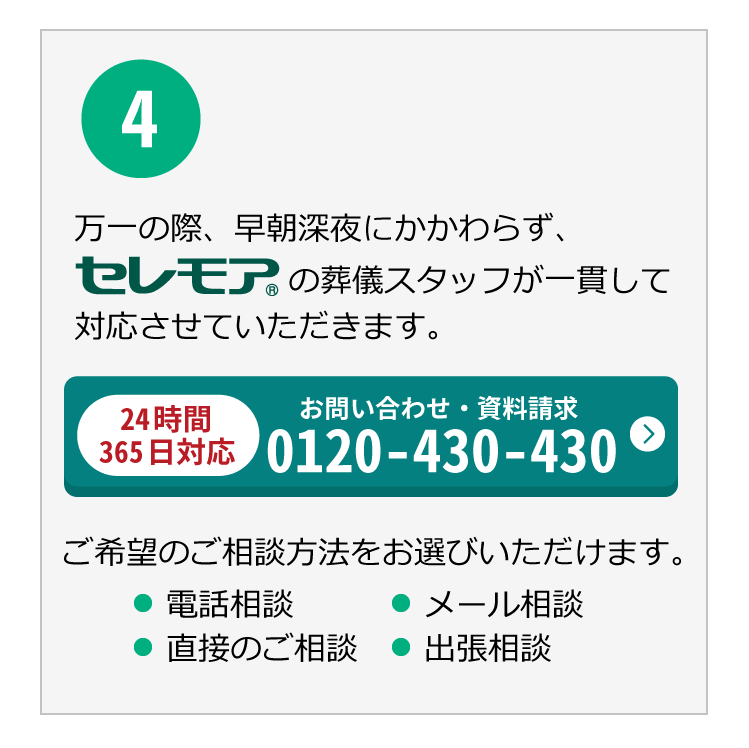 4
万一の際、早朝深夜にかかわらず、
セレモア®の葬儀スタッフが一貫して
対応させていただきます。
24時間
365日対応
お問い合わせ・資料請求
0120-430-430
ご希望のご相談方法をお選びいただけます。
● 電話相談 ● メール相談
● 直接のご相談 ● 出張相談